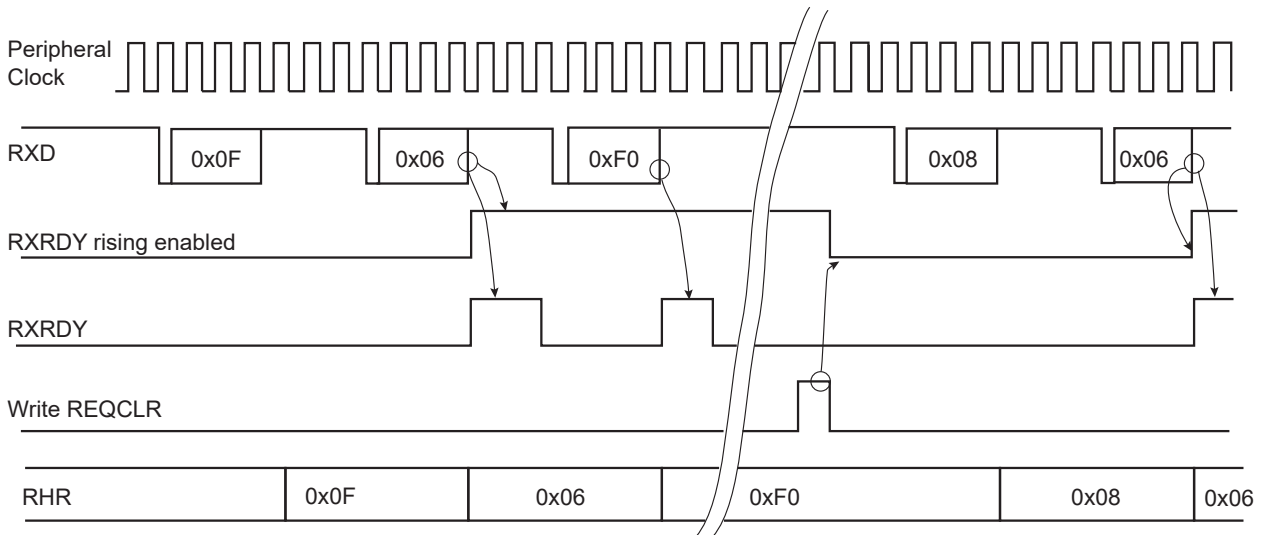 Peripheral
Clock
RXD 0x0F 0x06 0xF0 0x08 0x06
RXRDY rising enabled
RXRDY
Write REQCLR
RHR 0x0F 0x06 0xF0 0x08 0x06